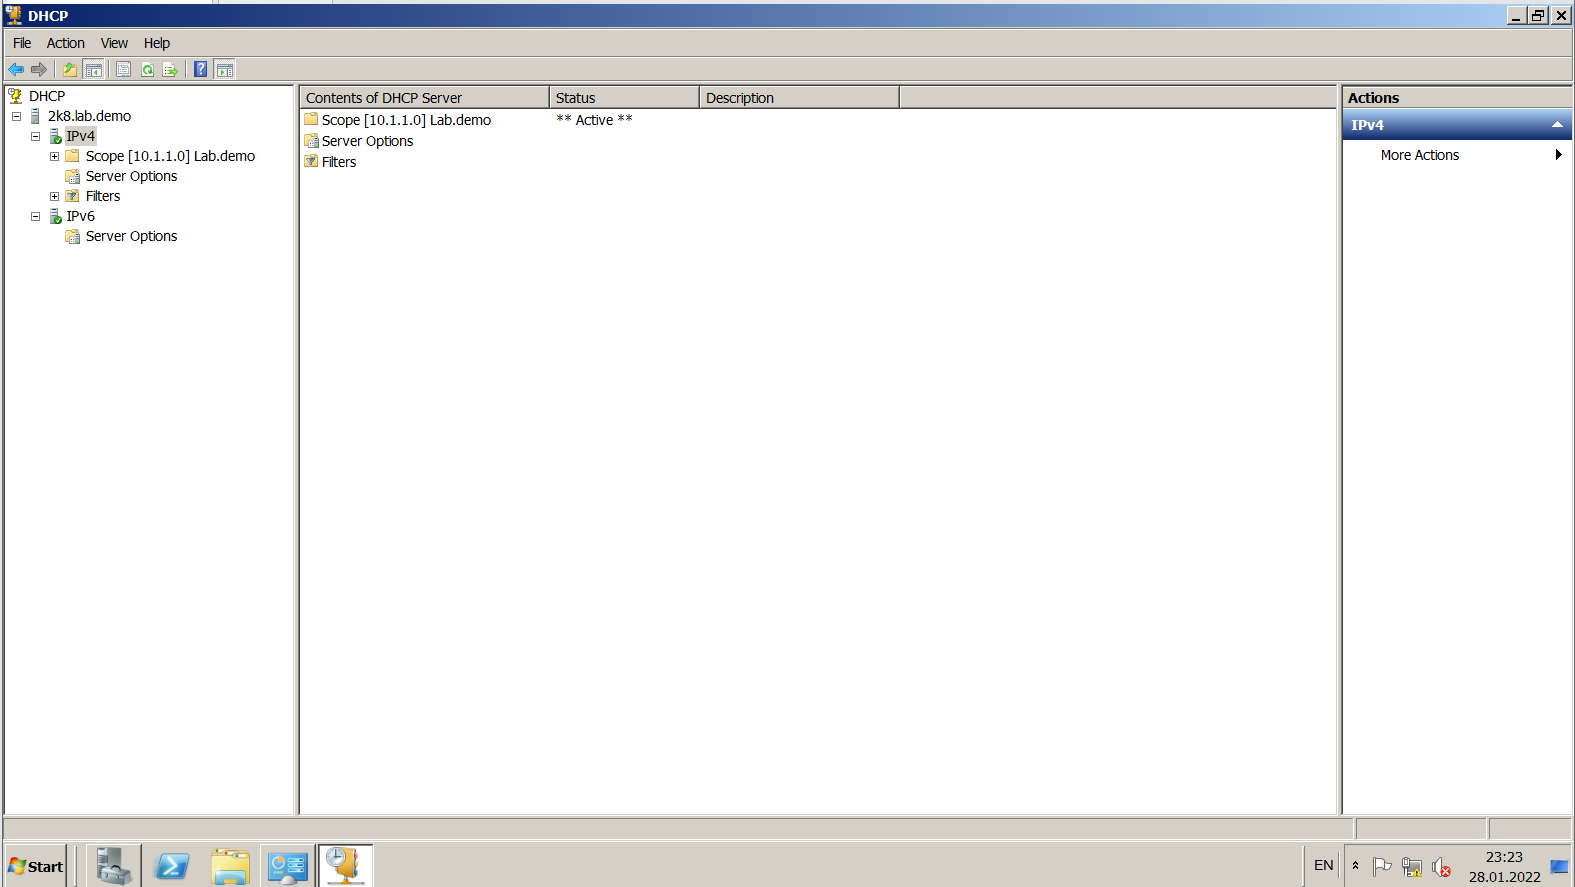 DHCP
File Action View Help
DHCP
2k8.lab.demo
IPv4
Scope [10.1.1.0] Lab.demo
Server Options
Filters
IPv6
Server Options
Contents of DHCP Server Status Description
Scope [10.1.1.0] Lab.demo ** Active **
Server Options
Filters
Actions
IPv4
More Actions
Start
EN
23:23
28.01.2022